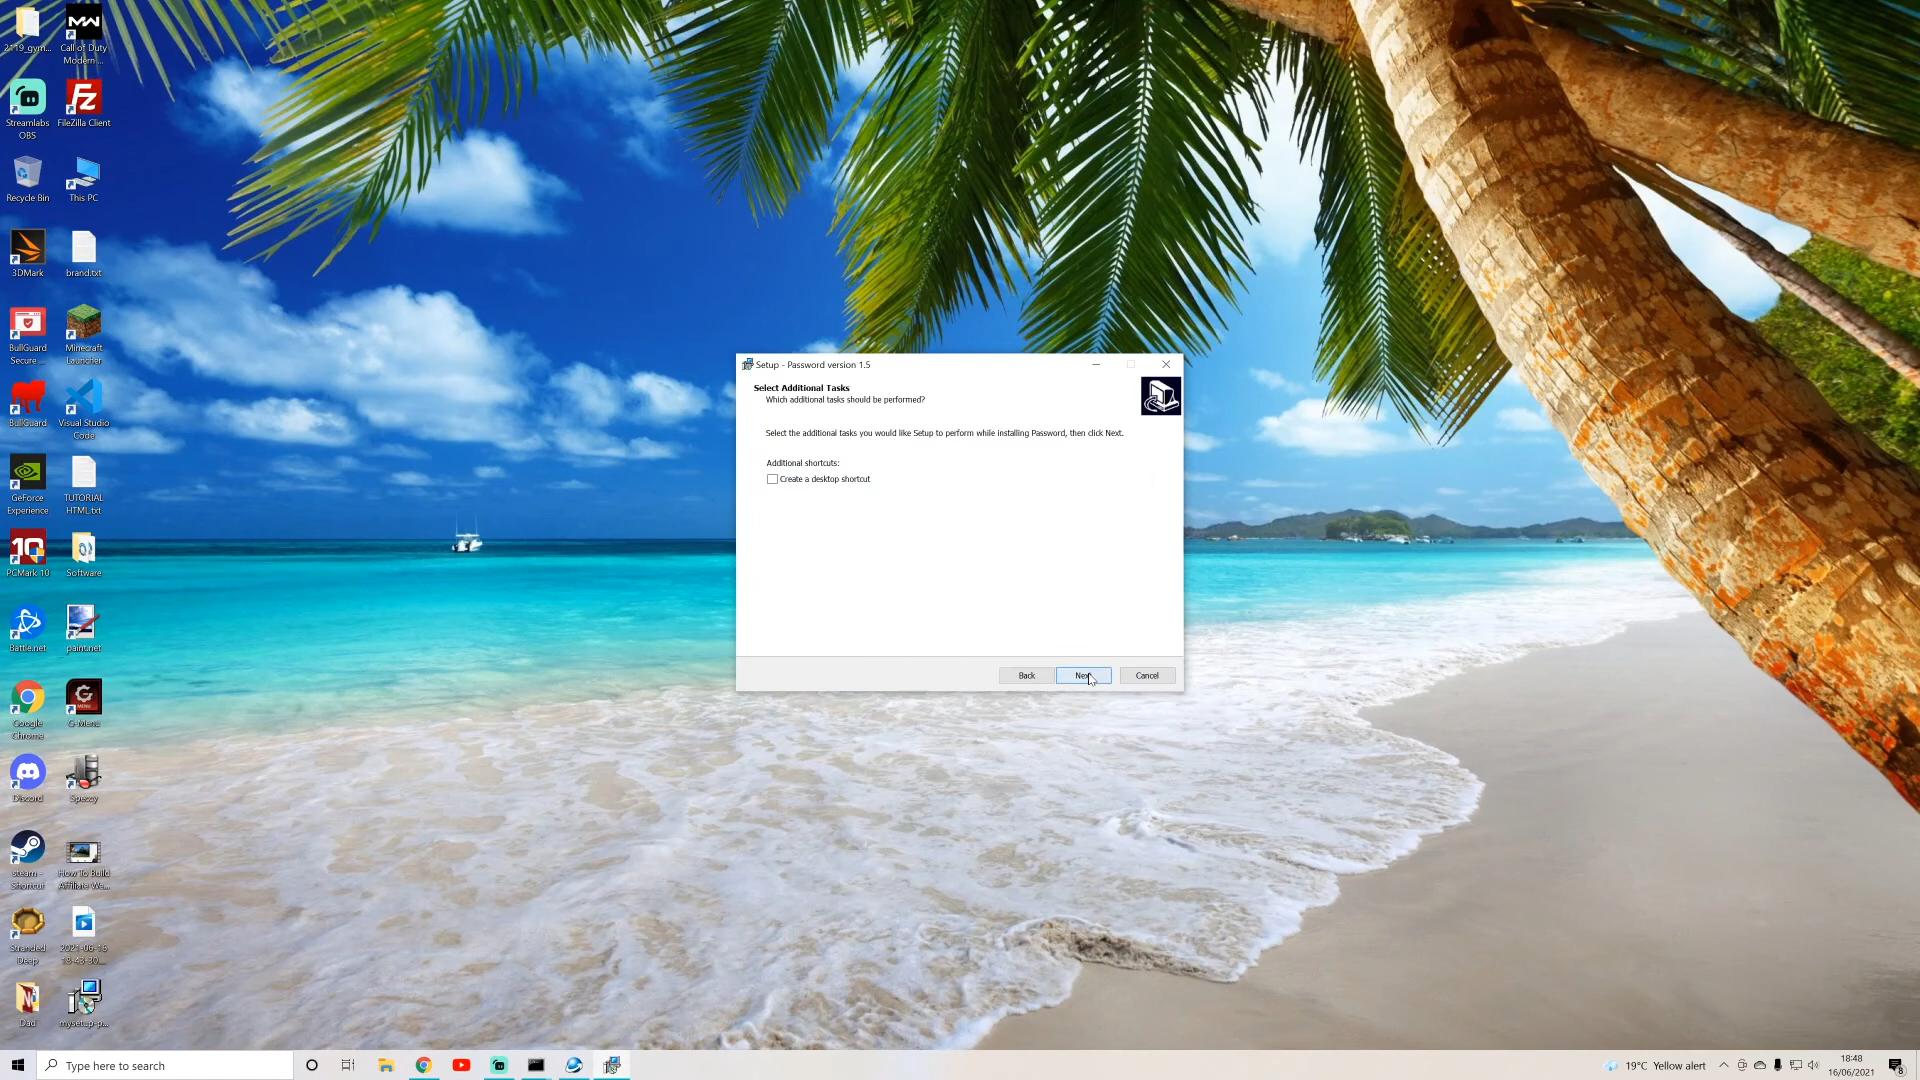 2119_gym...
Call of Duty
Modern ...
Streamlabs
OBS
FileZilla Client
Recycle Bin
This PC
3DMark
brand.txt
BullGuard
Secure ...
Minecraft
Launcher
BullGuard
Visual Studio
Code
GeForce
Experience
TUTORIAL
HTML.txt
PCMark 10
Software
Battle.net
paint.net
Google
Chrome
G-Menu
Discord
Speccy
steam -
Shortcut
How To Build
Affiliate We...
Stranded
Deep
2021-06-16
18-43-30...
Dad
mysetup-p...
Setup - Password version 1.5
Select Additional Tasks
Which additional tasks should be performed?
Select the additional tasks you would like Setup to perform while installing Password, then click Next.
Additional shortcuts:
Create a desktop shortcut
Back
Next
Cancel
Type here to search
19°C Yellow alert
18:48
16/06/2021
8